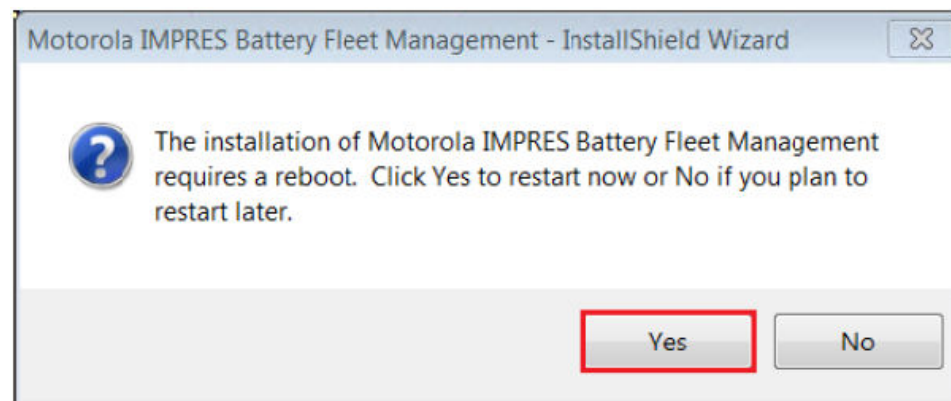 Motorola IMPRES Battery Fleet Management - InstallShield Wizard
The installation of Motorola IMPRES Battery Fleet Management
requires a reboot.  Click Yes to restart now or No if you plan to
restart later.
Yes
No